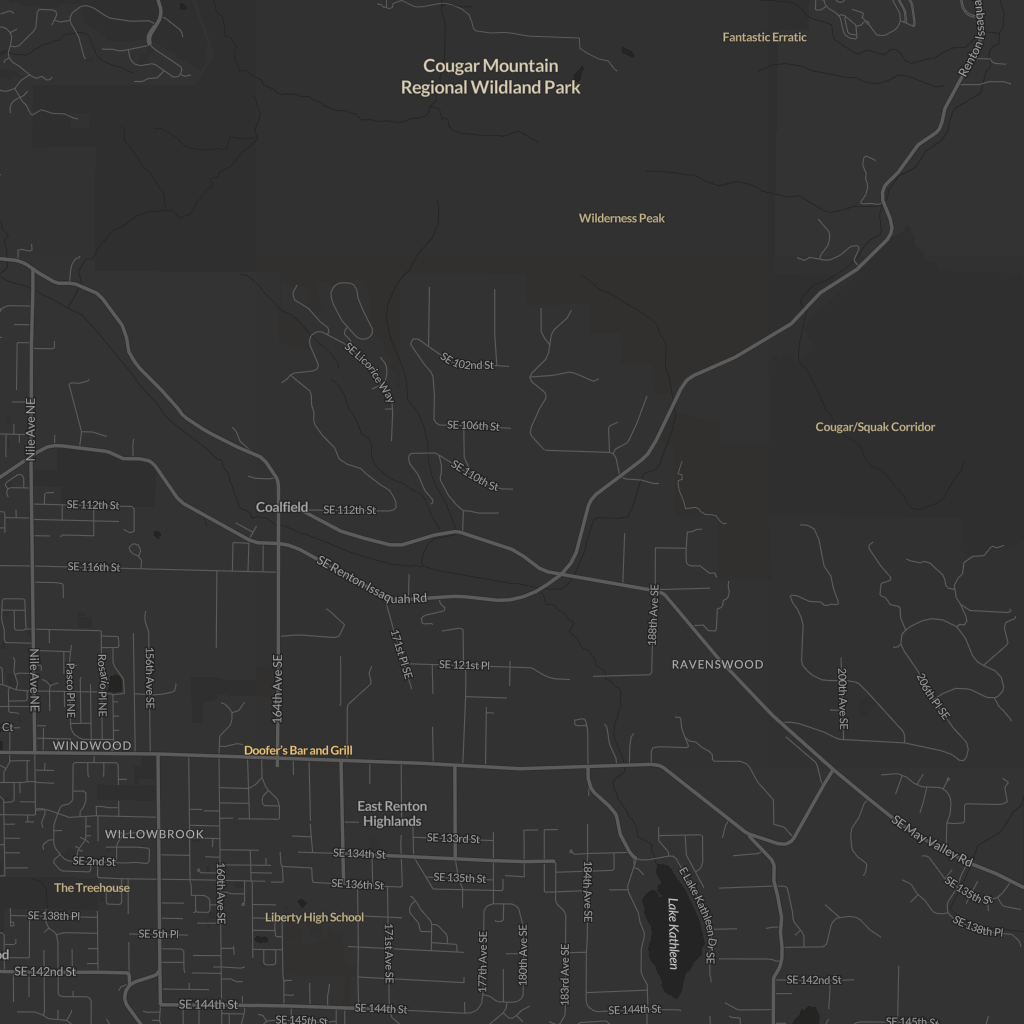 Fantastic Erratic
Renton Issaqua
Cougar Mountain
Regional Wildland Park
Wilderness Peak
SE Licorice Way
SE 102nd St
Nile Ave NE
SE 106th St
Cougar/Squak Corridor
SE 110th St
SE 112th St
Coalfield
SE 112th St
SE 116th St
SE Renton Issaquah Rd
188th Ave SE
171st Pl SE
Nile Ave NE
Pasco Pl NE
Rosario Pl NE
156th Ave SE
164th Ave SE
SE 121st Pl
RAVENSWOOD
200th Ave SE
206th Pl SE
Ct
WINDWOOD
Doofer's Bar and Grill
East Renton
Highlands
WILLOWBROOK
SE 133rd St
SE May Valley Rd
SE 2nd St
SE 134th St
The Treehouse
160th Ave SE
SE 136th St
SE 135th St
184th Ave SE
E Lake Kathleen Dr SE
SE 135th St
SE 138th Pl
Liberty High School
Lake Kathleen
SE 138th Pl
SE 5th Pl
171st Ave SE
177th Ave SE
180th Ave SE
183rd Ave SE
od
SE 142nd St
SE 142nd St
SE 144th St
SE 144th St
SE 144th St
SE 145th St
SE 145th St